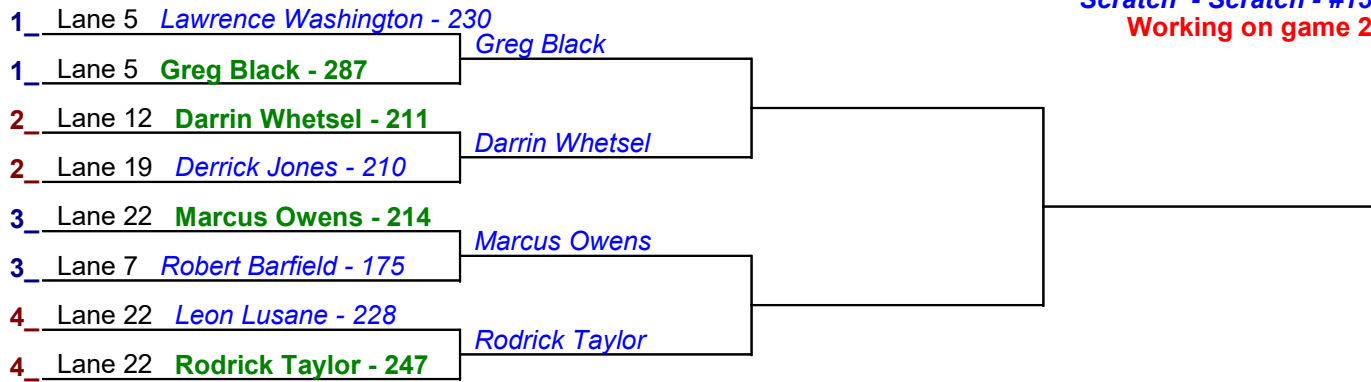 Scratch - Scratch - #15
Working on game 2
1_ Lane 5 Lawrence Washington - 230
Greg Black
1_ Lane 5 Greg Black - 287
2_ Lane 12 Darrin Whetsel - 211
Darrin Whetsel
2_ Lane 19 Derrick Jones - 210
3_ Lane 22 Marcus Owens - 214
Marcus Owens
3_ Lane 7 Robert Barfield - 175
4_ Lane 22 Leon Lusane - 228
Rodrick Taylor
4_ Lane 22 Rodrick Taylor - 247